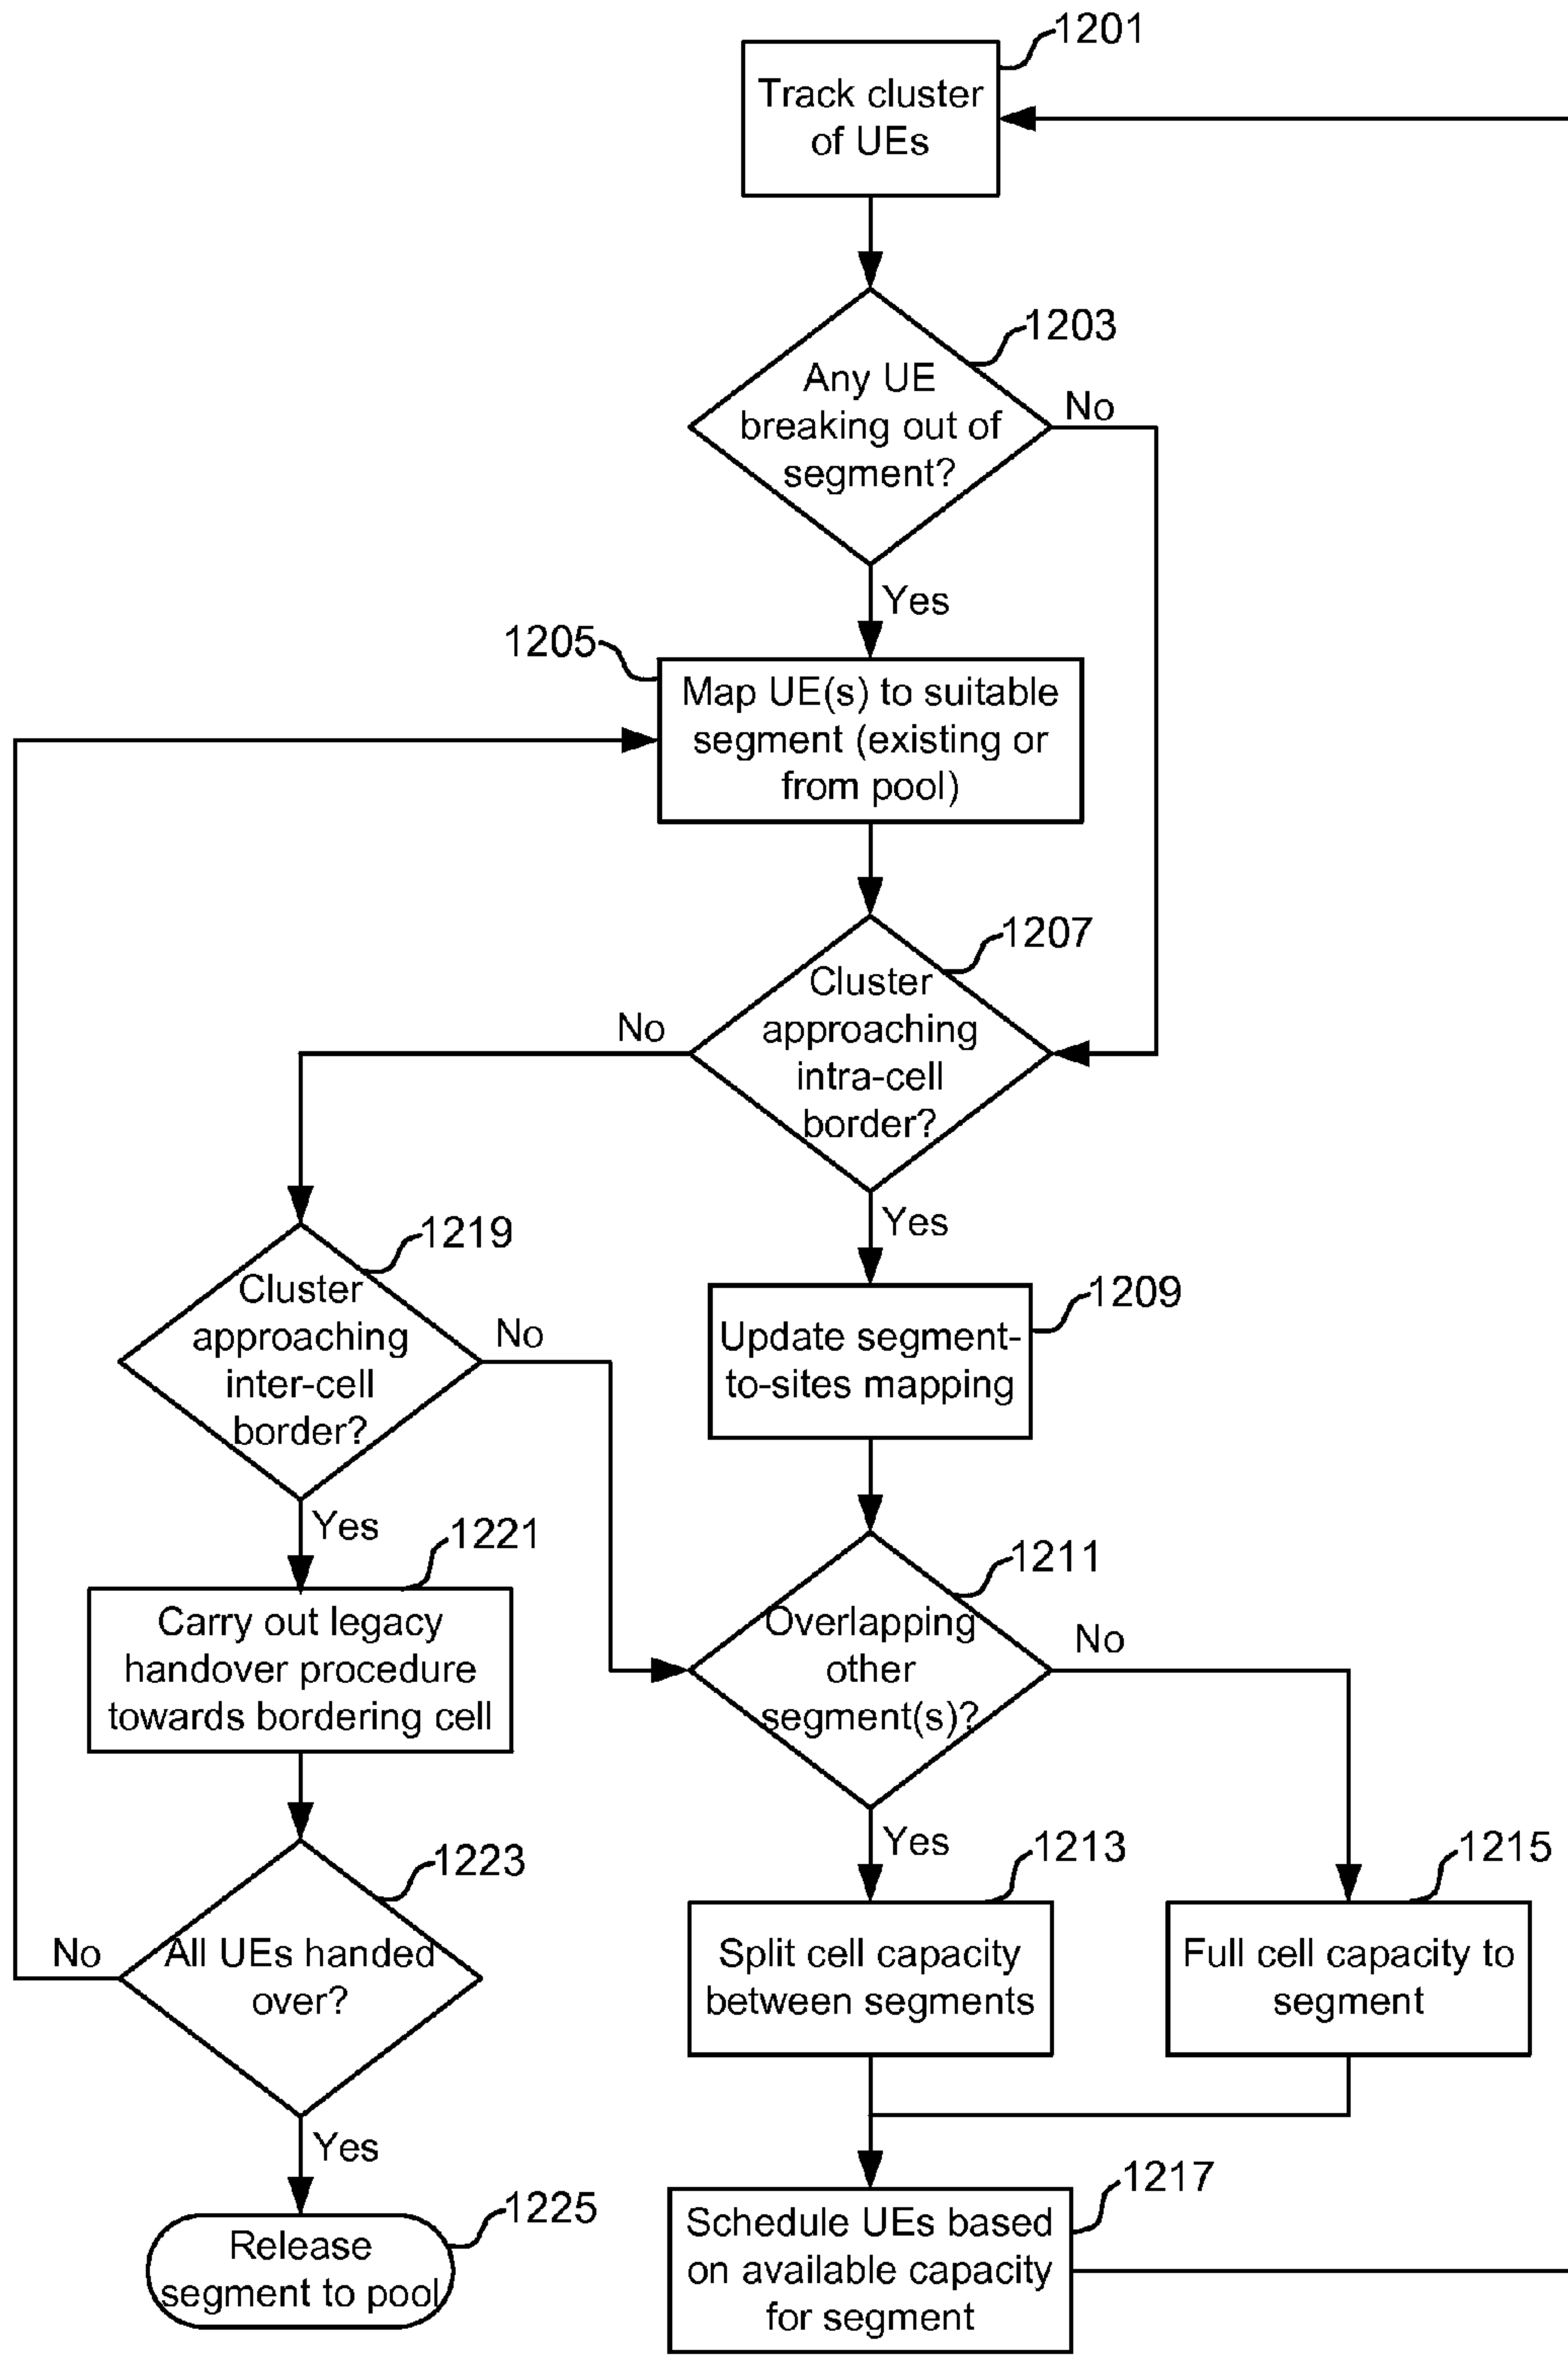 1201
Track cluster
of UEs
1203
Any UE
breaking out of
segment?
No
Yes
1205
Map UE(s) to suitable
segment (existing or
from pool)
1207
Cluster
approaching
intra-cell
border?
No
Yes
1219
Cluster
approaching
inter-cell
border?
No
Yes
1209
Update segment-
to-sites mapping
1221
Carry out legacy
handover procedure
towards bordering cell
1211
Overlapping
other
segment(s)?
No
Yes
1223
All UEs handed
over?
No
Yes
1213
Split cell capacity
between segments
1215
Full cell capacity to
segment
1225
Release
segment to pool
1217
Schedule UEs based
on available capacity
for segment